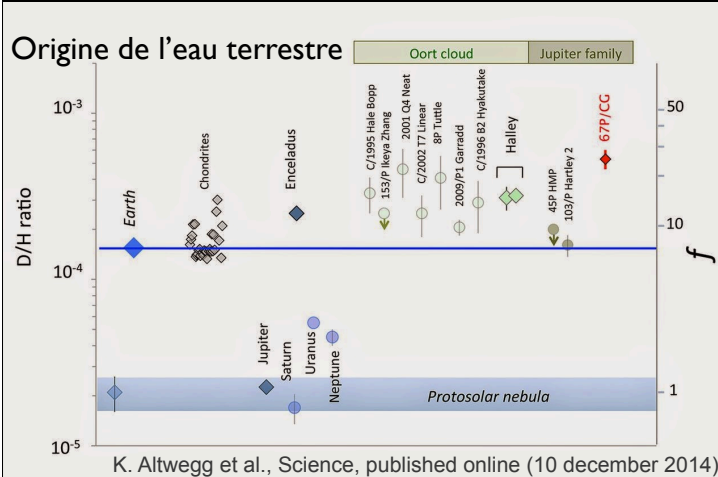 Origine de l'eau terrestre
Oort cloud
Jupiter family
10⁻³
10⁻⁴
10⁻⁵
D/H ratio
Earth
Chondrites
Enceladus
C/1995 Hale Bopp
153/P Ikeya Zhang
2001 Q4 Neat
C/2002 T7 Linear
8P Tuttle
2009/P1 Garradd
C/1996 B2 Hyakutake
Halley
45P HMP
103/P Hartley 2
67P/CG
50
10
1
f
Jupiter
Saturn
Uranus
Neptune
Protosolar nebula
K. Altwegg et al., Science, published online (10 december 2014)